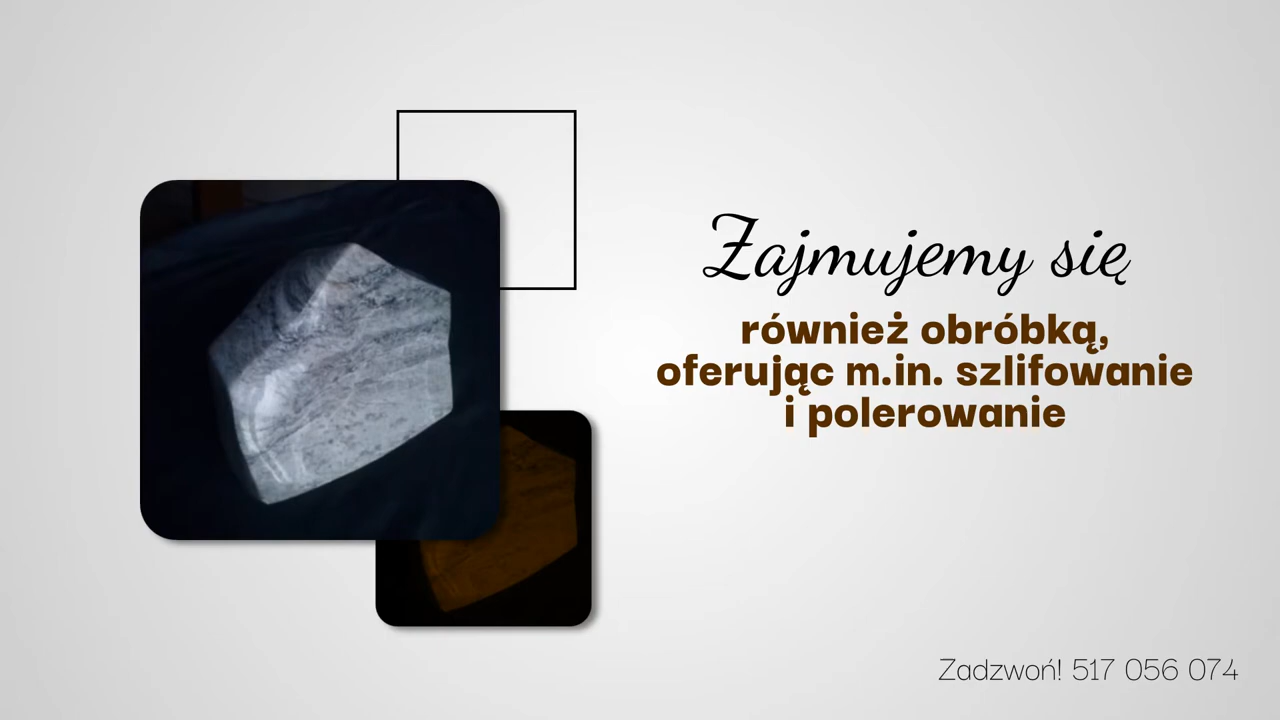 Zajmujemy się
również obróbką,
oferując m.in. szlifowanie
i polerowanie
Zadzwoń! 517 056 074